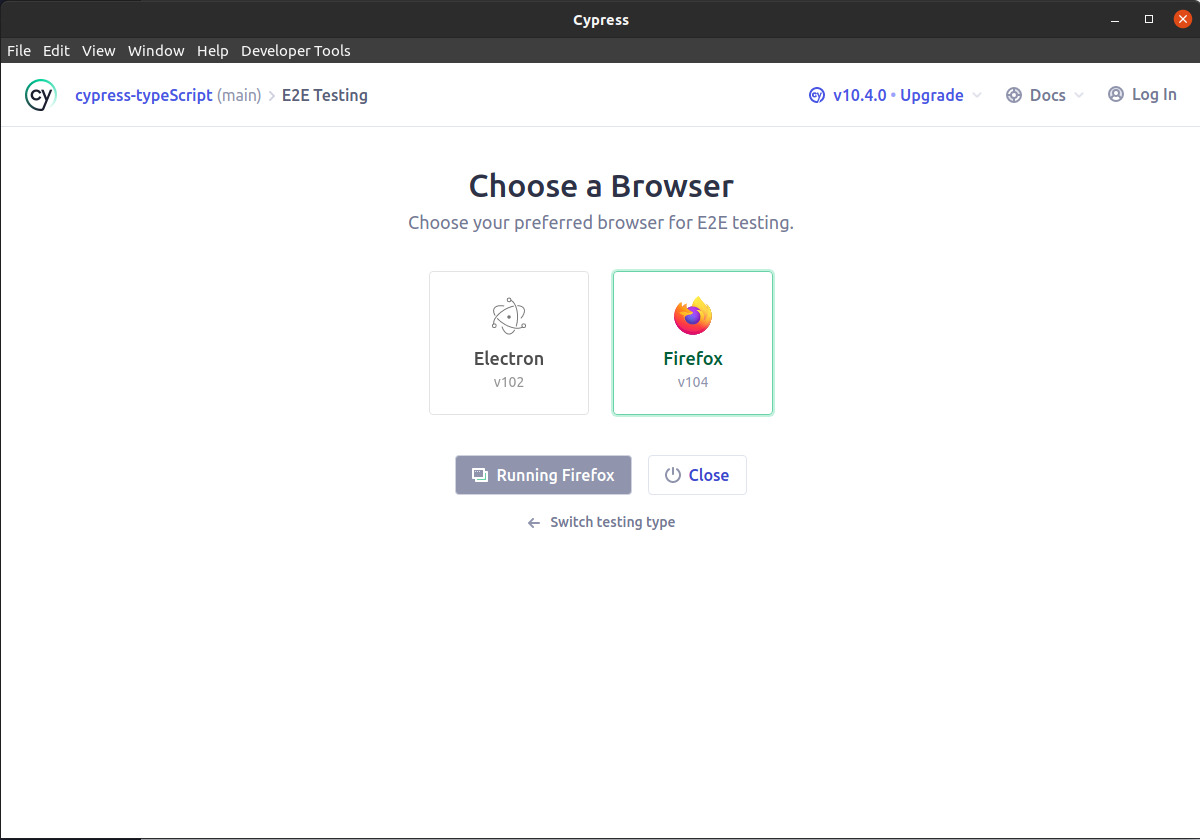 Cypress
File Edit View Window Help Developer Tools
cy cypress-typeScript (main) > E2E Testing cy v10.4.0 • Upgrade Docs Log In
Choose a Browser
Choose your preferred browser for E2E testing.
Electron Firefox
v102 v104
Running Firefox Close
← Switch testing type